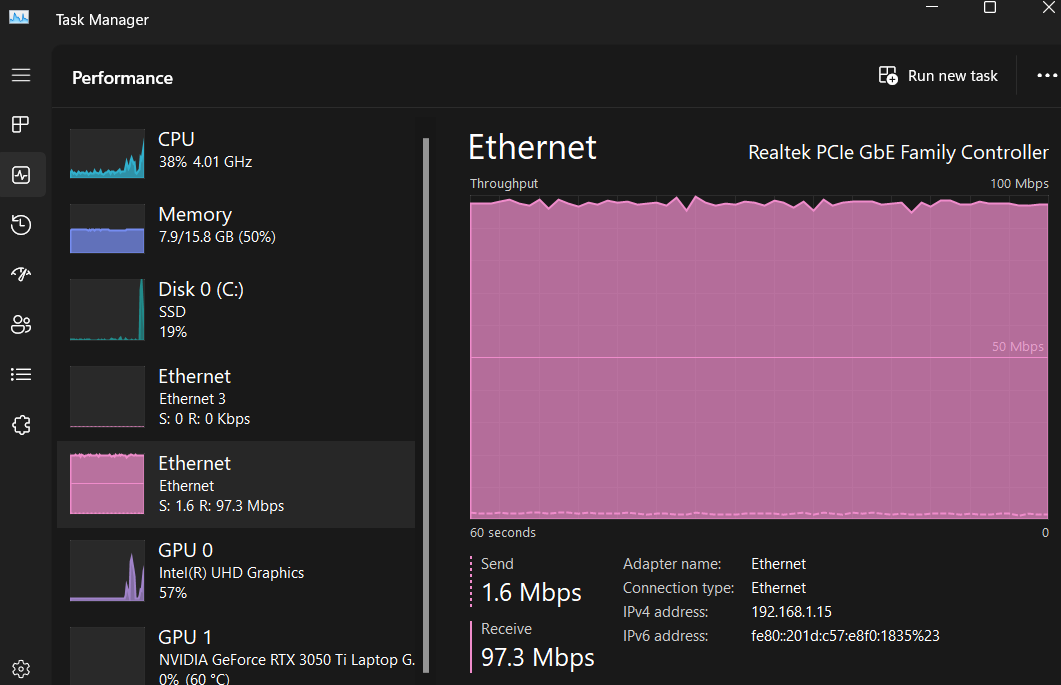 Task Manager
Performance
Run new task
CPU
38% 4.01 GHz
Memory
7.9/15.8 GB (50%)
Disk 0 (C:)
SSD
19%
Ethernet
Ethernet 3
S: 0 R: 0 Kbps
Ethernet
Ethernet
S: 1.6 R: 97.3 Mbps
GPU 0
Intel(R) UHD Graphics
57%
GPU 1
NVIDIA GeForce RTX 3050 Ti Laptop G.
0% (60 °C)
Ethernet
Realtek PCIe GbE Family Controller
Throughput
100 Mbps
50 Mbps
60 seconds
0
Send
1.6 Mbps
Receive
97.3 Mbps
Adapter name: Ethernet
Connection type: Ethernet
IPv4 address: 192.168.1.15
IPv6 address: fe80::201d:c57:e8f0:1835%23